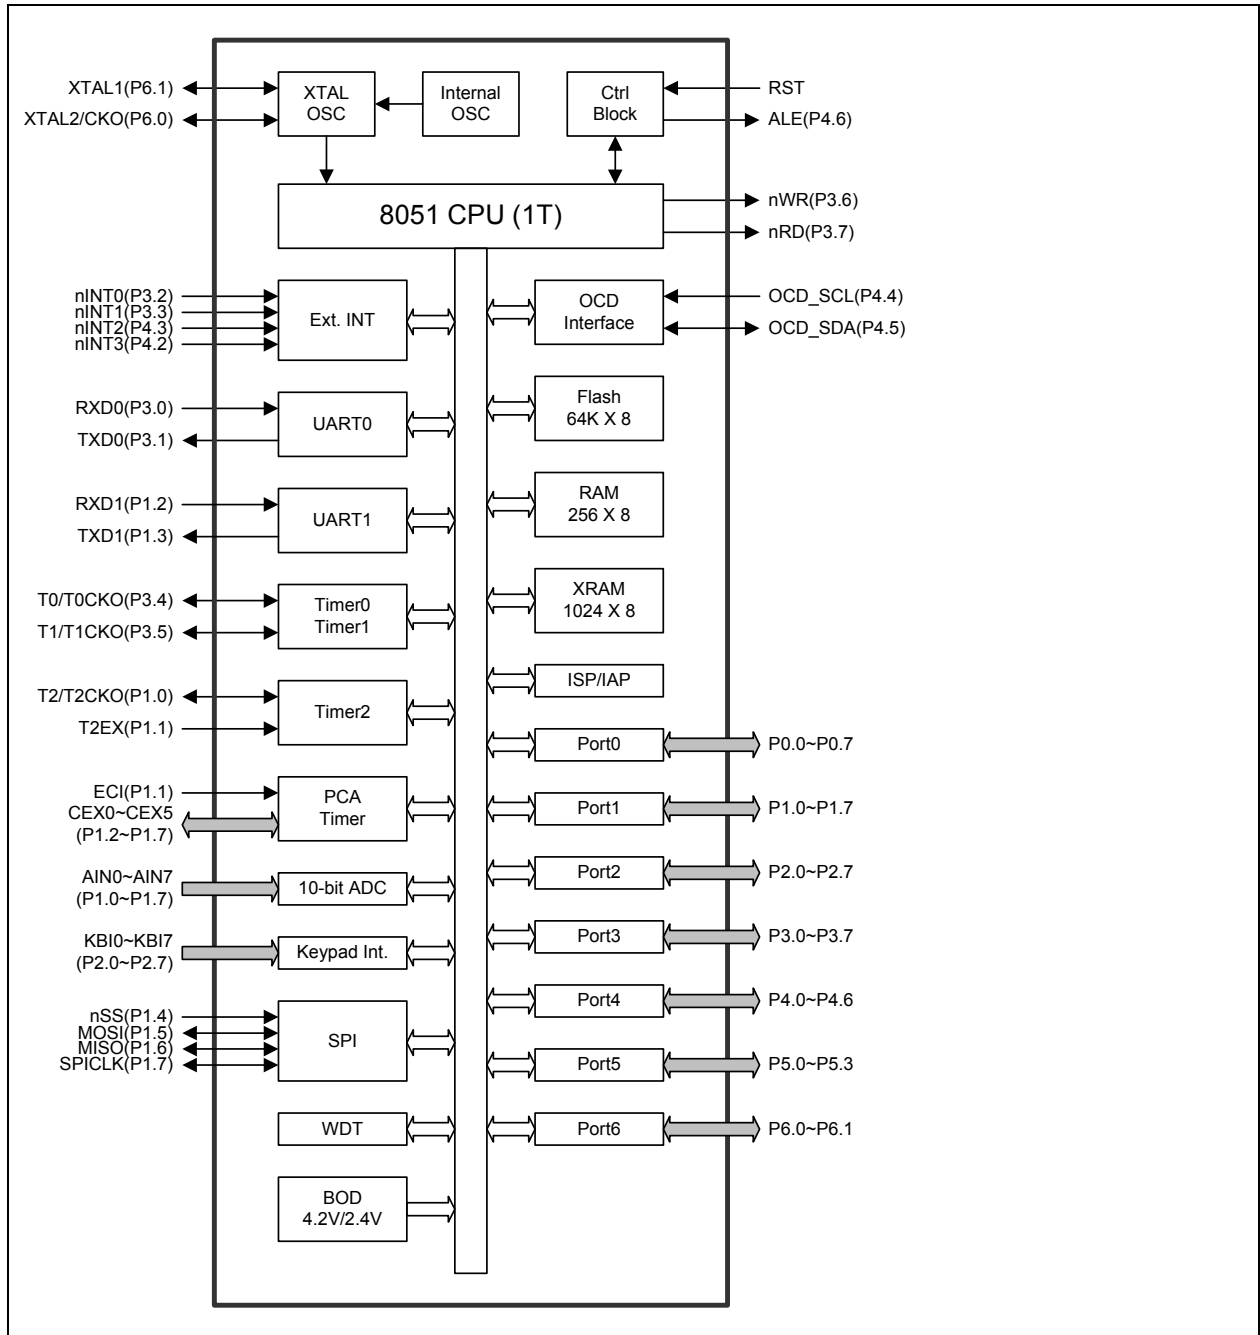 XTAL1(P6.1)
XTAL2/CKO(P6.0)
XTAL
OSC
Internal
OSC
Ctrl
Block
RST
ALE(P4.6)
8051 CPU (1T)
nWR(P3.6)
nRD(P3.7)
nINT0(P3.2)
nINT1(P3.3)
nINT2(P4.3)
nINT3(P4.2)
Ext. INT
OCD
Interface
OCD_SCL(P4.4)
OCD_SDA(P4.5)
RXD0(P3.0)
TXD0(P3.1)
UART0
Flash
64K X 8
RXD1(P1.2)
TXD1(P1.3)
UART1
RAM
256 X 8
T0/T0CKO(P3.4)
T1/T1CKO(P3.5)
Timer0
Timer1
XRAM
1024 X 8
T2/T2CKO(P1.0)
T2EX(P1.1)
Timer2
ISP/IAP
Port0
P0.0~P0.7
ECI(P1.1)
CEX0~CEX5
(P1.2~P1.7)
PCA
Timer
Port1
P1.0~P1.7
AIN0~AIN7
(P1.0~P1.7)
10-bit ADC
Port2
P2.0~P2.7
KBI0~KBI7
(P2.0~P2.7)
Keypad Int.
Port3
P3.0~P3.7
nSS(P1.4)
MOSI(P1.5)
MISO(P1.6)
SPICLK(P1.7)
SPI
Port4
P4.0~P4.6
Port5
P5.0~P5.3
WDT
Port6
P6.0~P6.1
BOD
4.2V/2.4V